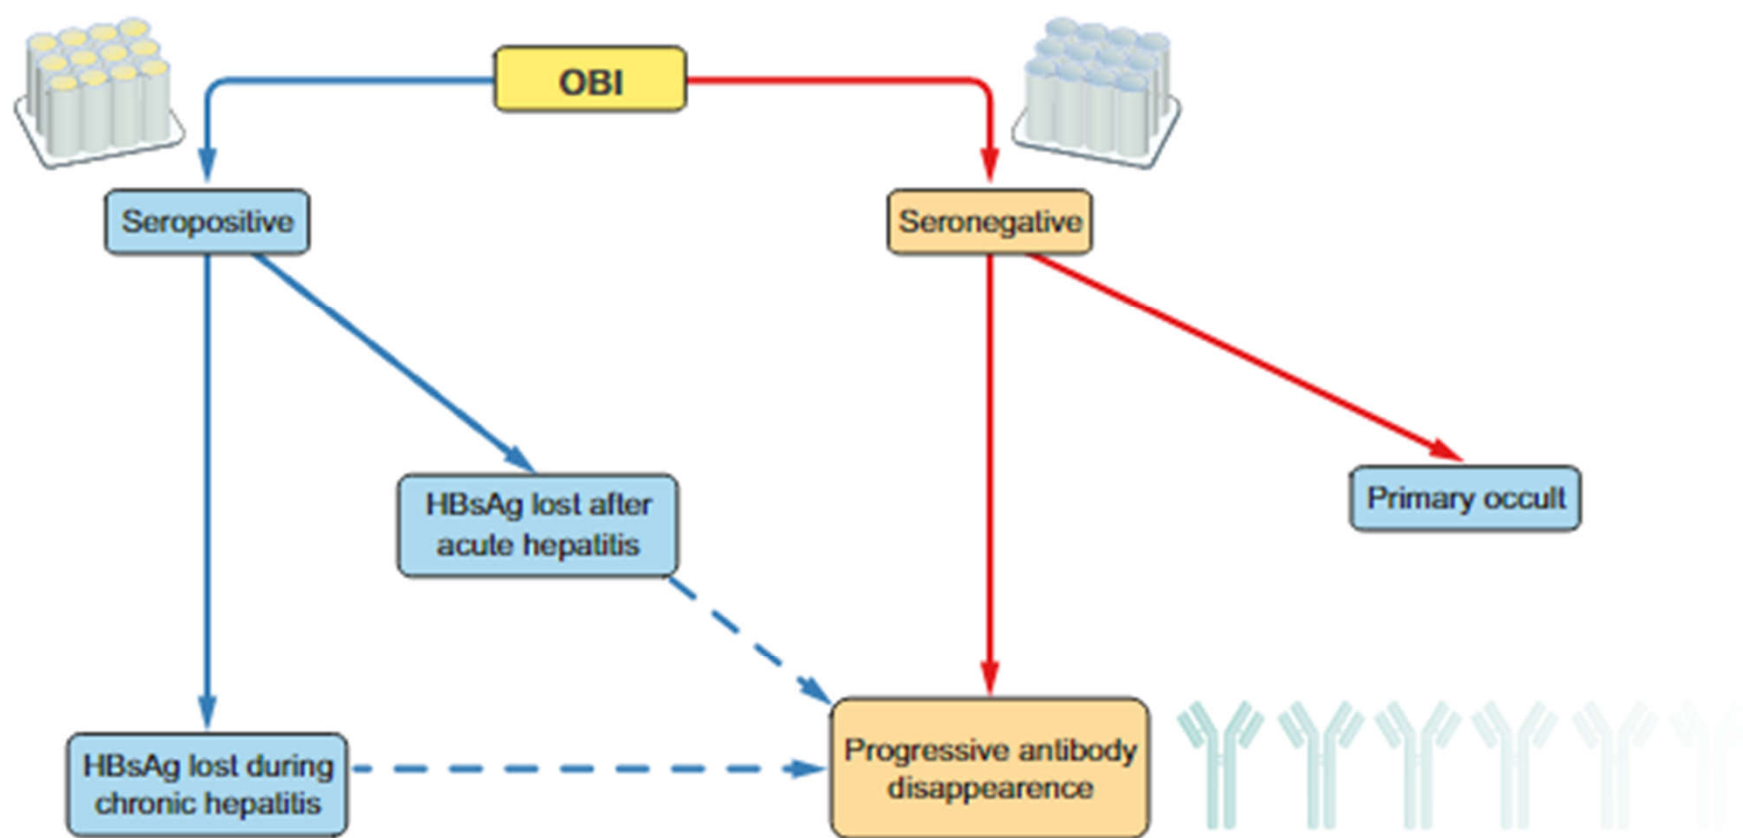 OBI
Seropositive
Seronegative
HBsAg lost after
acute hepatitis
Primary occult
HBsAg lost during
chronic hepatitis
Progressive antibody
disappearence